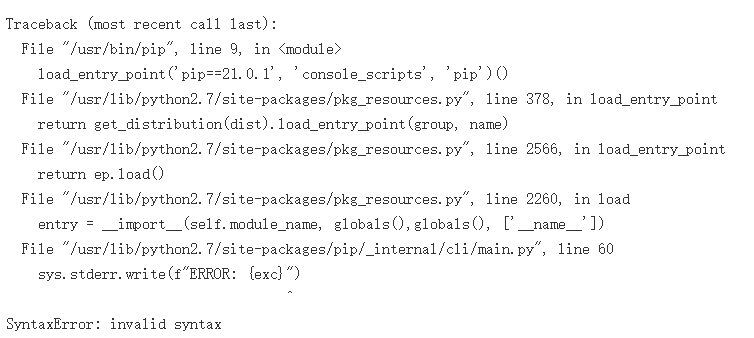 Traceback (most recent call last):
  File "/usr/bin/pip", line 9, in <module>
    load_entry_point('pip==21.0.1', 'console_scripts', 'pip')()
  File "/usr/lib/python2.7/site-packages/pkg_resources.py", line 378, in load_entry_point
    return get_distribution(dist).load_entry_point(group, name)
  File "/usr/lib/python2.7/site-packages/pkg_resources.py", line 2566, in load_entry_point
    return ep.load()
  File "/usr/lib/python2.7/site-packages/pkg_resources.py", line 2260, in load
    entry = __import__(self.module_name, globals(),globals(), ['__name__'])
  File "/usr/lib/python2.7/site-packages/pip/_internal/cli/main.py", line 60
    sys.stderr.write(f"ERROR: {exc}")
                                   ^
SyntaxError: invalid syntax